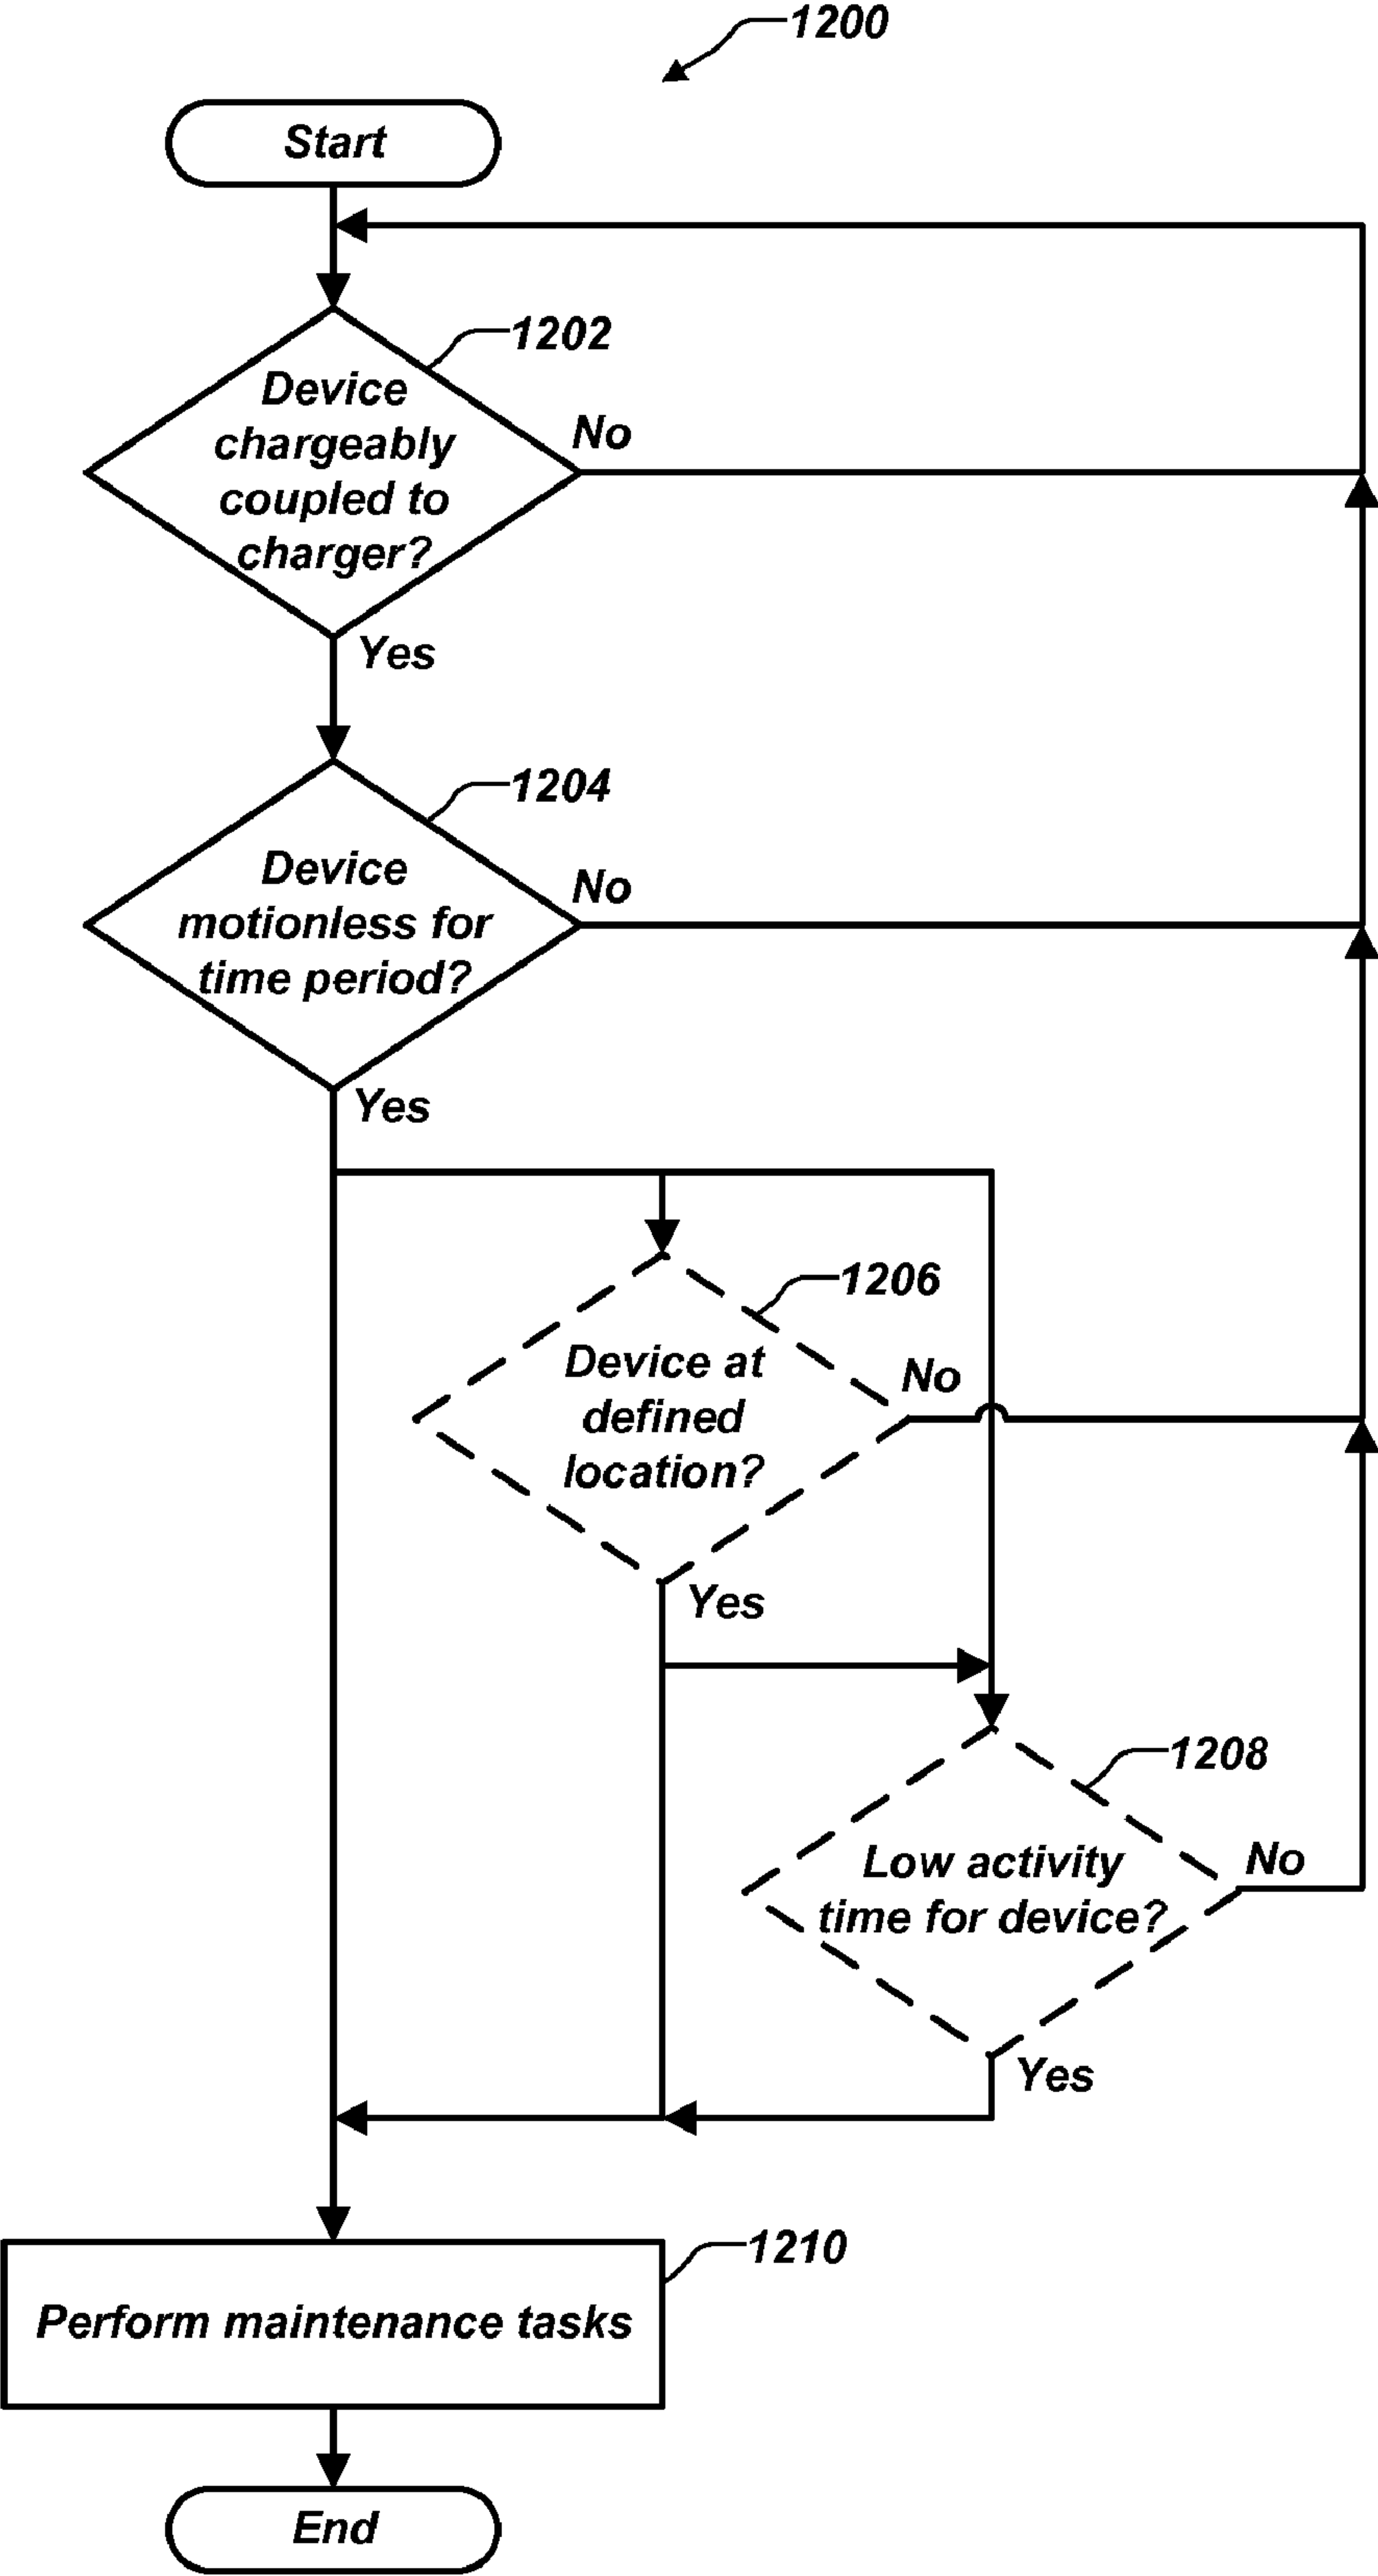 1200
Start
1202
Device
chargeably
coupled to
charger?
No
Yes
1204
Device
motionless for
time period?
No
Yes
1206
Device at
defined
location?
No
Yes
1208
Low activity
time for device?
No
Yes
1210
Perform maintenance tasks
End